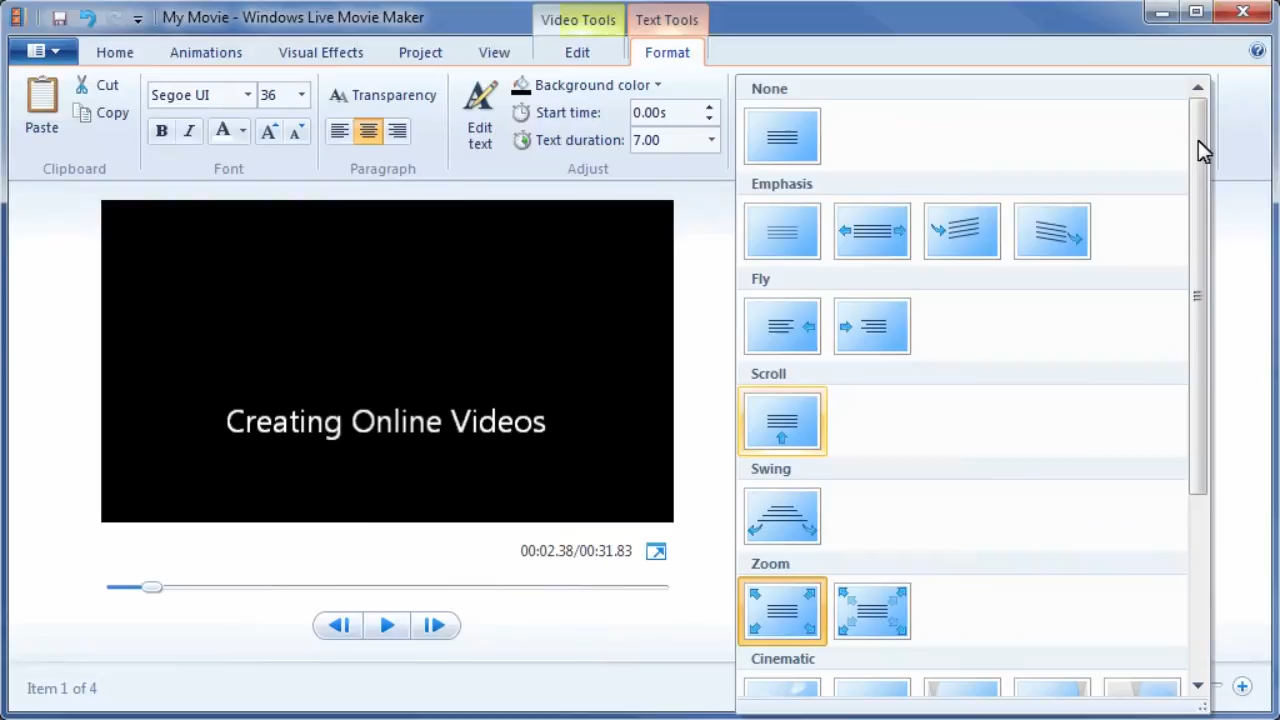 My Movie - Windows Live Movie Maker
Video Tools
Text Tools
Home
Animations
Visual Effects
Project
View
Edit
Format
Paste
Cut
Copy
Clipboard
Segoe UI
36
B I A A A
Font
Transparency
Paragraph
Edit text
Background color
Start time: 0.00s
Text duration: 7.00
Adjust
None
Emphasis
Fly
Scroll
Swing
Zoom
Cinematic
Creating Online Videos
00:02.38/00:31.83
Item 1 of 4